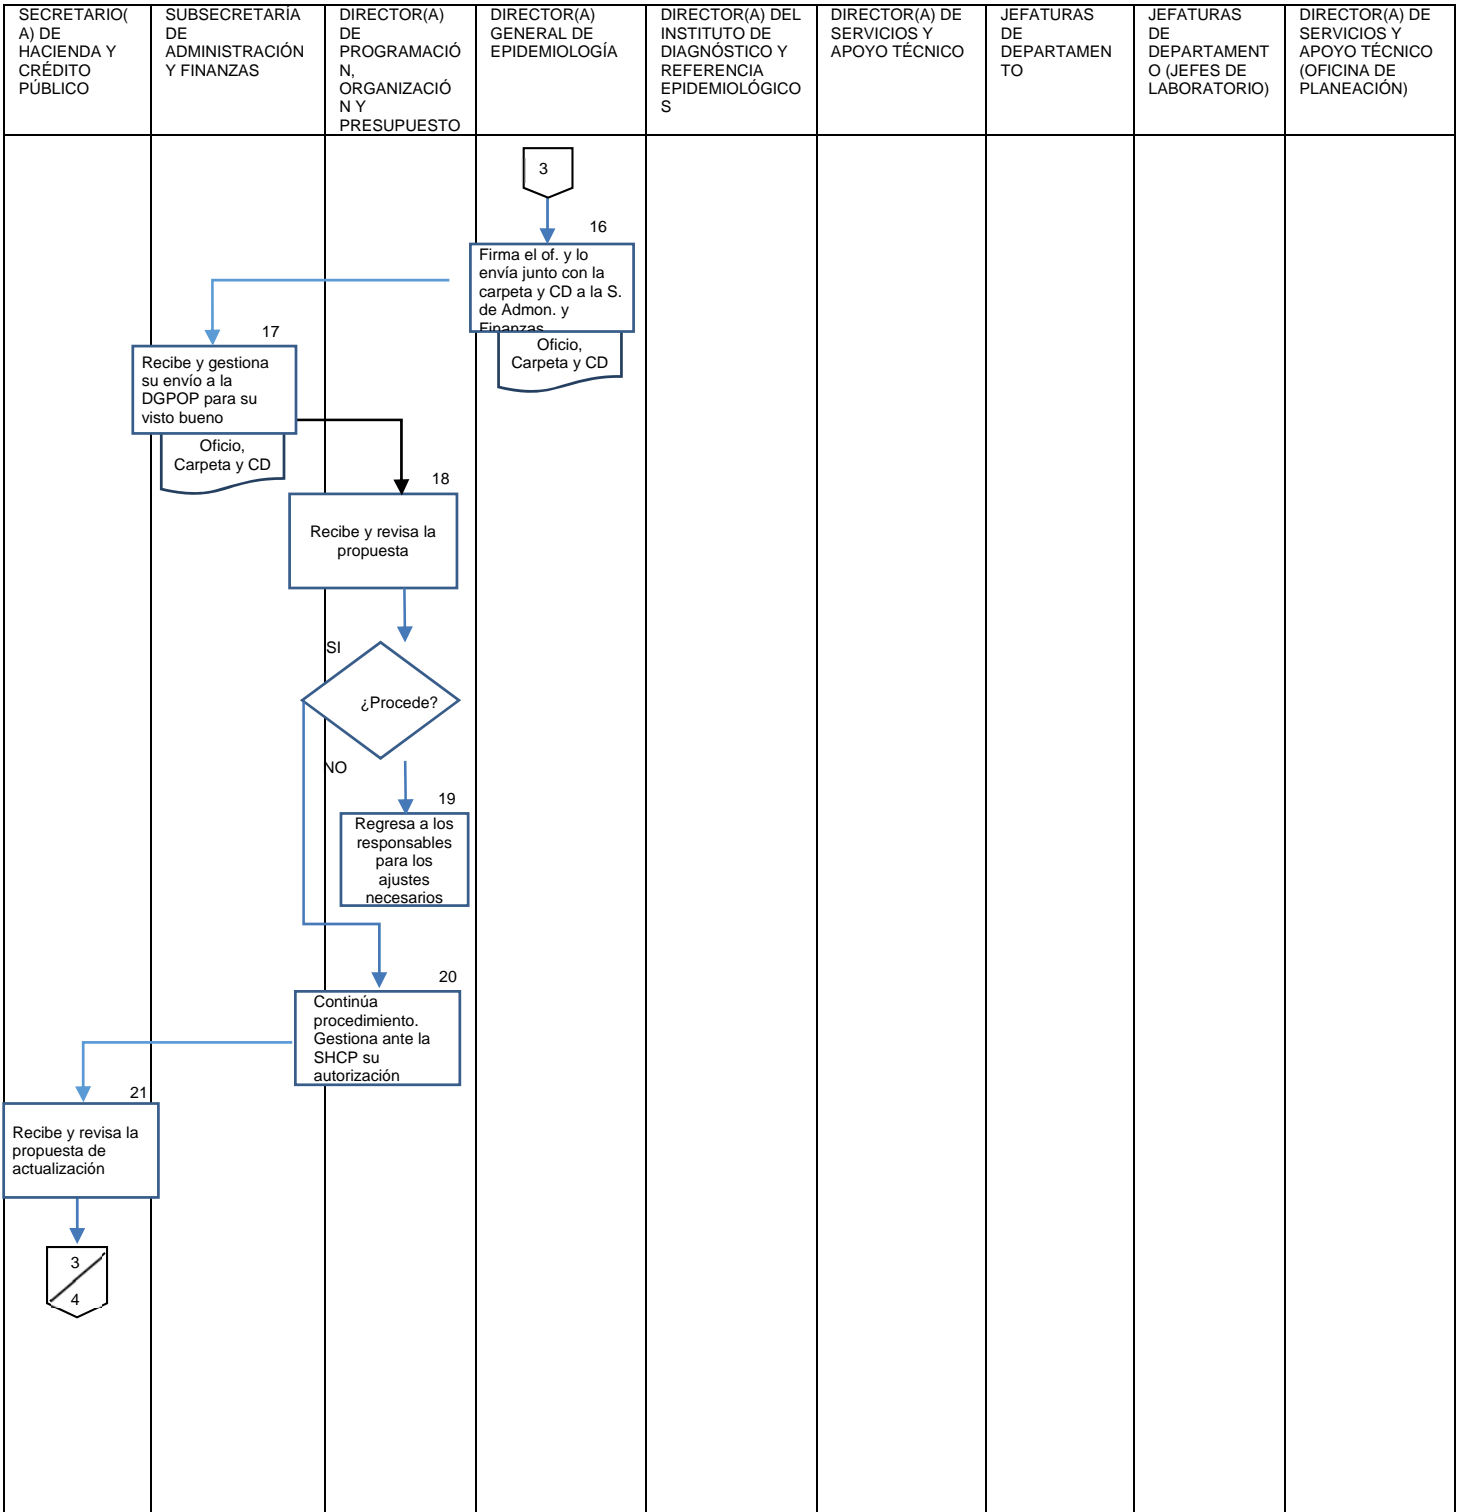 SECRETARIO(
A) DE
HACIENDA Y
CRÉDITO
PÚBLICO
SUBSECRETARÍA
DE
ADMINISTRACIÓN
Y FINANZAS
DIRECTOR(A)
DE
PROGRAMACIÓ
N,
ORGANIZACIÓ
N Y
PRESUPUESTO
DIRECTOR(A)
GENERAL DE
EPIDEMIOLOGÍA
DIRECTOR(A) DEL
INSTITUTO DE
DIAGNÓSTICO Y
REFERENCIA
EPIDEMIOLÓGICO
S
DIRECTOR(A) DE
SERVICIOS Y
APOYO TÉCNICO
JEFATURAS
DE
DEPARTAMEN
TO
JEFATURAS
DE
DEPARTAMENT
O (JEFES DE
LABORATORIO)
DIRECTOR(A) DE
SERVICIOS Y
APOYO TÉCNICO
(OFICINA DE
PLANEACIÓN)
3
16
Firma el of. y lo
envía junto con la
carpeta y CD a la S.
de Admon. y
Finanzas
Oficio,
Carpeta y CD
17
Recibe y gestiona
su envío a la
DGPOP para su
visto bueno
Oficio,
Carpeta y CD
18
Recibe y revisa la
propuesta
SI
¿Procede?
NO
19
Regresa a los
responsables
para los
ajustes
necesarios
20
Continúa
procedimiento.
Gestiona ante la
SHCP su
autorización
21
Recibe y revisa la
propuesta de
actualización
3
4